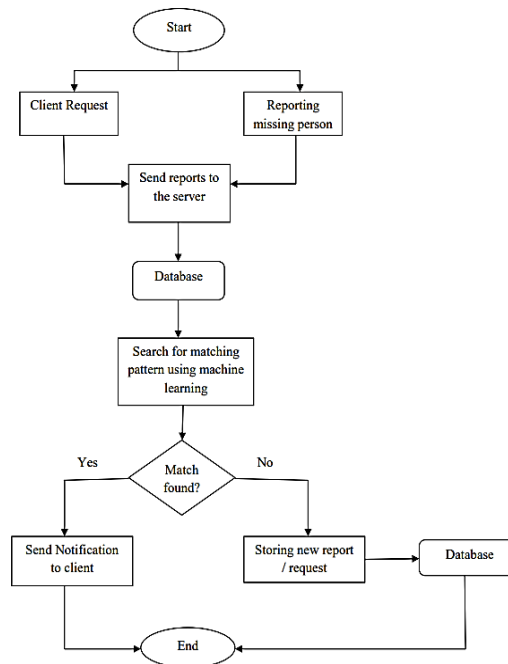 Start
Client Request
Reporting
missing person
Send reports to
the server
Database
Search for matching
pattern using machine
learning
Yes
Match
found?
No
Send Notification
to client
Storing new report
/ request
Database
End